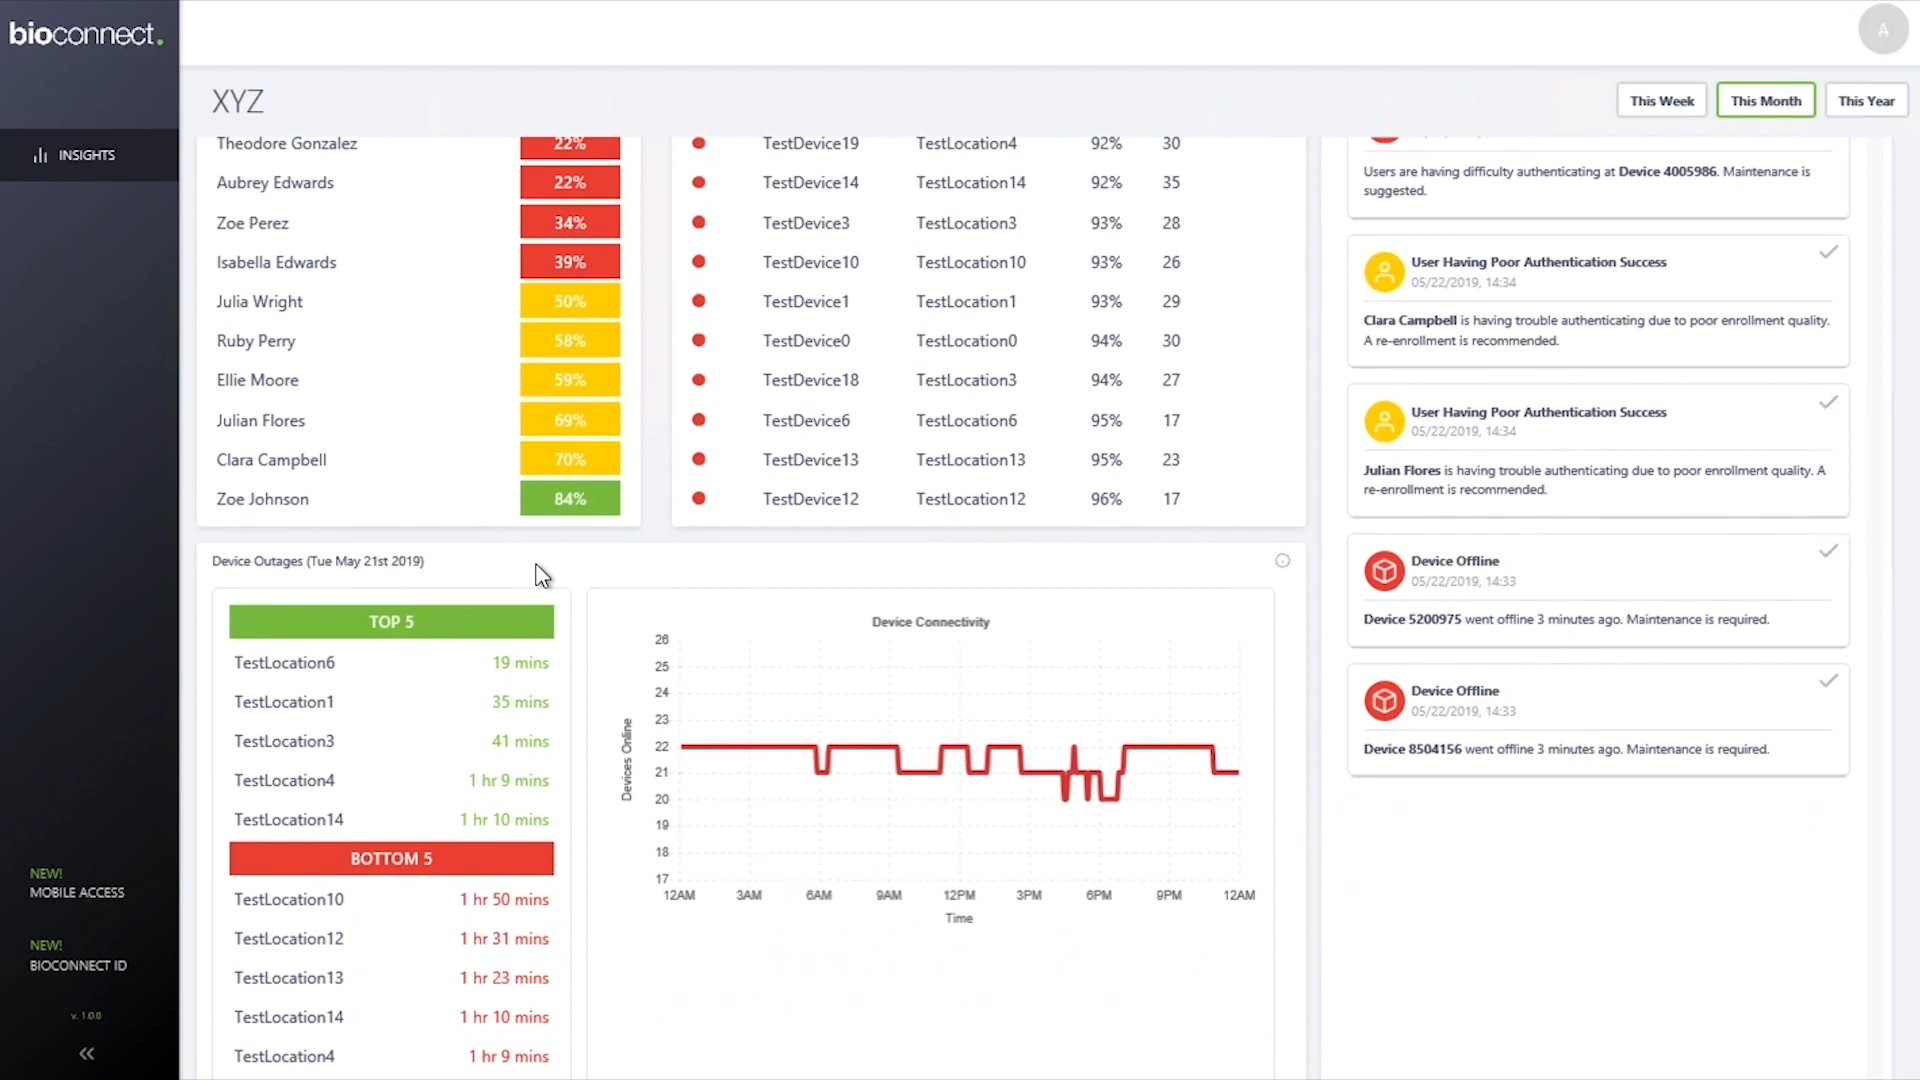 bioconnect.
A
XYZ
This Week
This Month
This Year
INSIGHTS
Theodore Gonzalez 22%
Aubrey Edwards 22%
Zoe Perez 34%
Isabella Edwards 39%
Julia Wright 50%
Ruby Perry 58%
Ellie Moore 59%
Julian Flores 69%
Clara Campbell 70%
Zoe Johnson 84%
TestDevice19 TestLocation4 92% 30
TestDevice14 TestLocation14 92% 35
TestDevice3 TestLocation3 93% 28
TestDevice10 TestLocation10 93% 26
TestDevice1 TestLocation1 93% 29
TestDevice0 TestLocation0 94% 30
TestDevice18 TestLocation3 94% 27
TestDevice6 TestLocation6 95% 17
TestDevice13 TestLocation13 95% 23
TestDevice12 TestLocation12 96% 17
Users are having difficulty authenticating at Device 4005986. Maintenance is
suggested.
User Having Poor Authentication Success
05/22/2019, 14:34
Clara Campbell is having trouble authenticating due to poor enrollment quality.
A re-enrollment is recommended.
User Having Poor Authentication Success
05/22/2019, 14:34
Julian Flores is having trouble authenticating due to poor enrollment quality. A
re-enrollment is recommended.
Device Offline
05/22/2019, 14:33
Device 5200975 went offline 3 minutes ago. Maintenance is required.
Device Offline
05/22/2019, 14:33
Device 8504156 went offline 3 minutes ago. Maintenance is required.
Device Outages (Tue May 21st 2019)
TOP 5
TestLocation6 19 mins
TestLocation1 35 mins
TestLocation3 41 mins
TestLocation4 1 hr 9 mins
TestLocation14 1 hr 10 mins
BOTTOM 5
TestLocation10 1 hr 50 mins
TestLocation12 1 hr 31 mins
TestLocation13 1 hr 23 mins
TestLocation14 1 hr 10 mins
TestLocation4 1 hr 9 mins
Device Connectivity
Devices Online
26
25
24
23
22
21
20
19
18
17
12AM 3AM 6AM 9AM 12PM 3PM 6PM 9PM 12AM
Time
NEW!
MOBILE ACCESS
NEW!
BIOCONNECT ID
v. 1.0.0